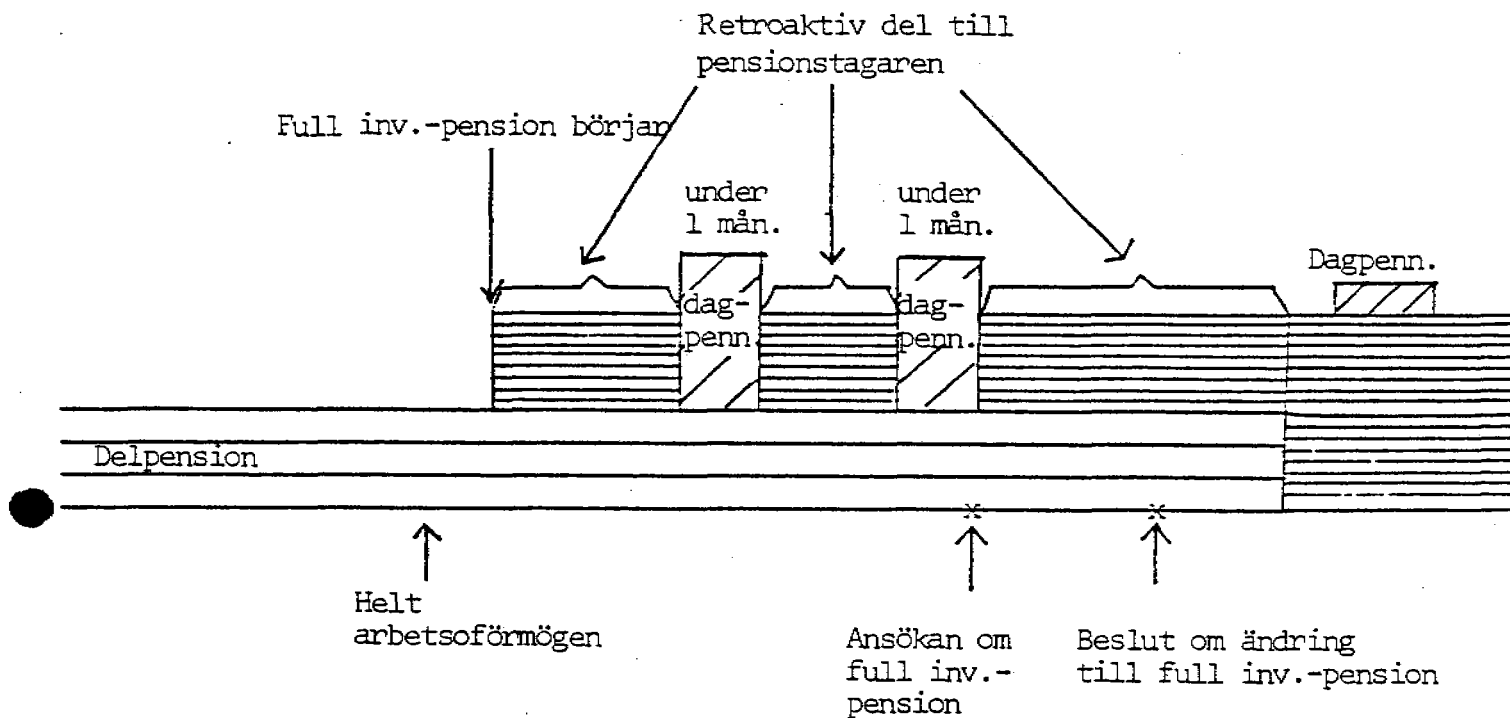 Retroaktiv del till
pensionstagaren
Full inv.-pension börjar
under
1 mån.
under
1 mån.
Dagpenn.
dag-
penn.
dag-
penn.
Delpension
Helt
arbetsoförmögen
Ansökan om
full inv.-
pension
Beslut om ändring
till full inv.-pension